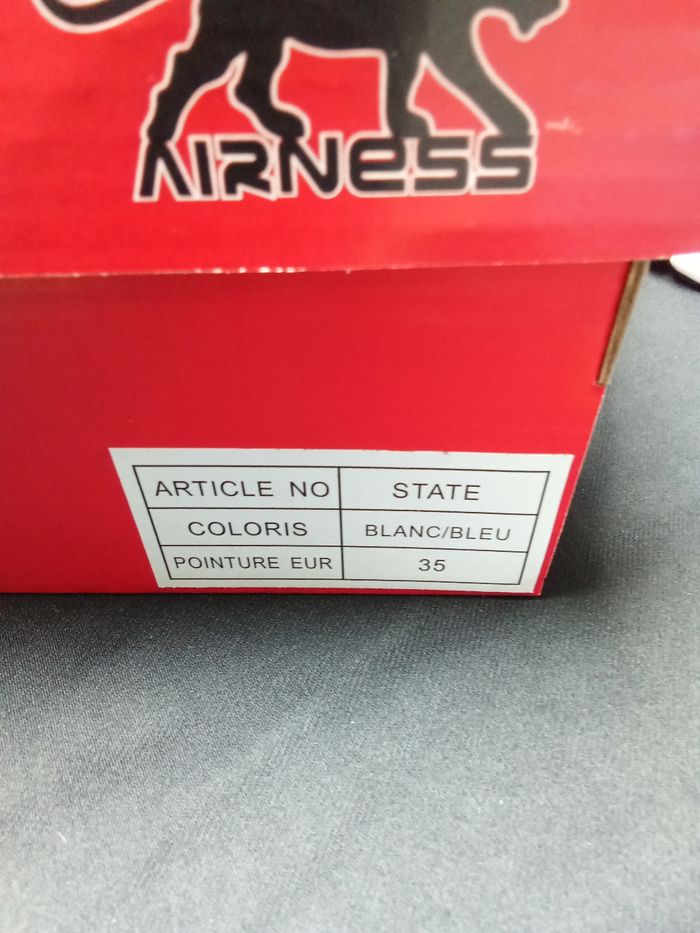 AIRNESS
ARTICLE NO STATE
COLORIS BLANC/BLEU
POINTURE EUR 35